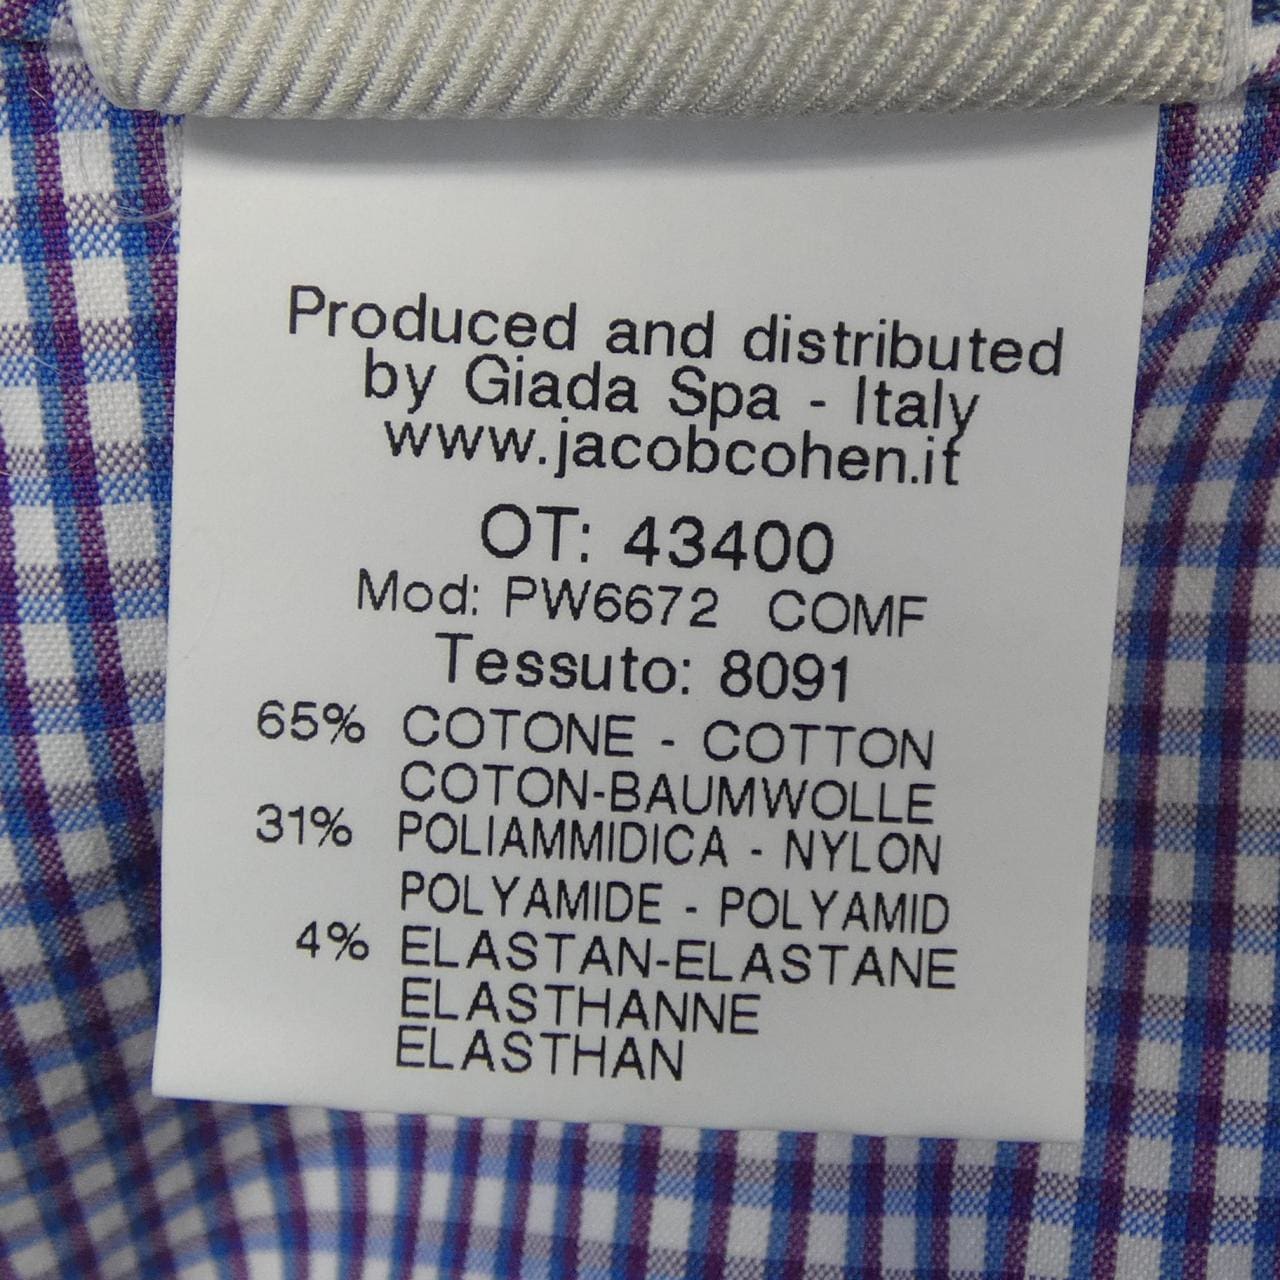 Produced and distributed
by Giada Spa - Italy
www.jacobcohen.it
OT: 43400
Mod: PW6672 COMF
Tessuto: 8091
65% COTONE - COTTON
COTON-BAUMWOLLE
31% POLIAMMIDICA - NYLON
POLYAMIDE - POLYAMID
4% ELASTAN-ELASTANE
ELASTHANNE
ELASTHAN